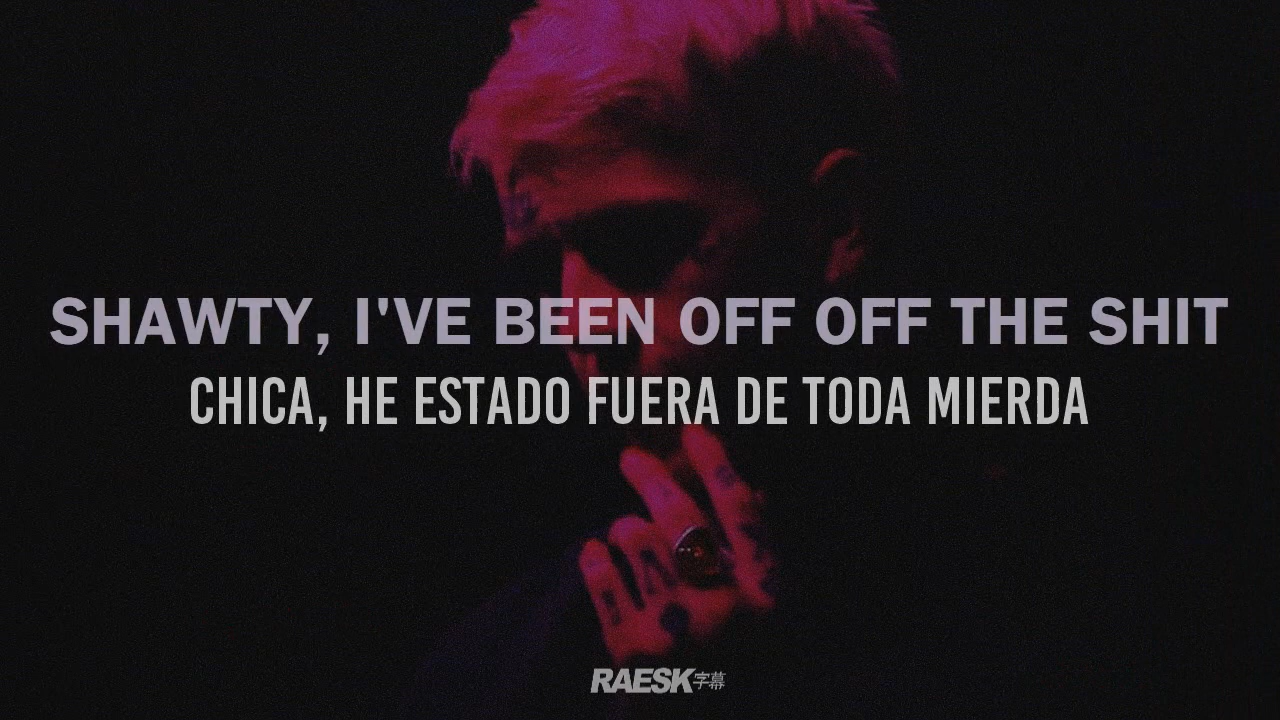 SHAWTY, I'VE BEEN OFF OFF THE SHIT
CHICA, HE ESTADO FUERA DE TODA MIERDA
RAESK字幕